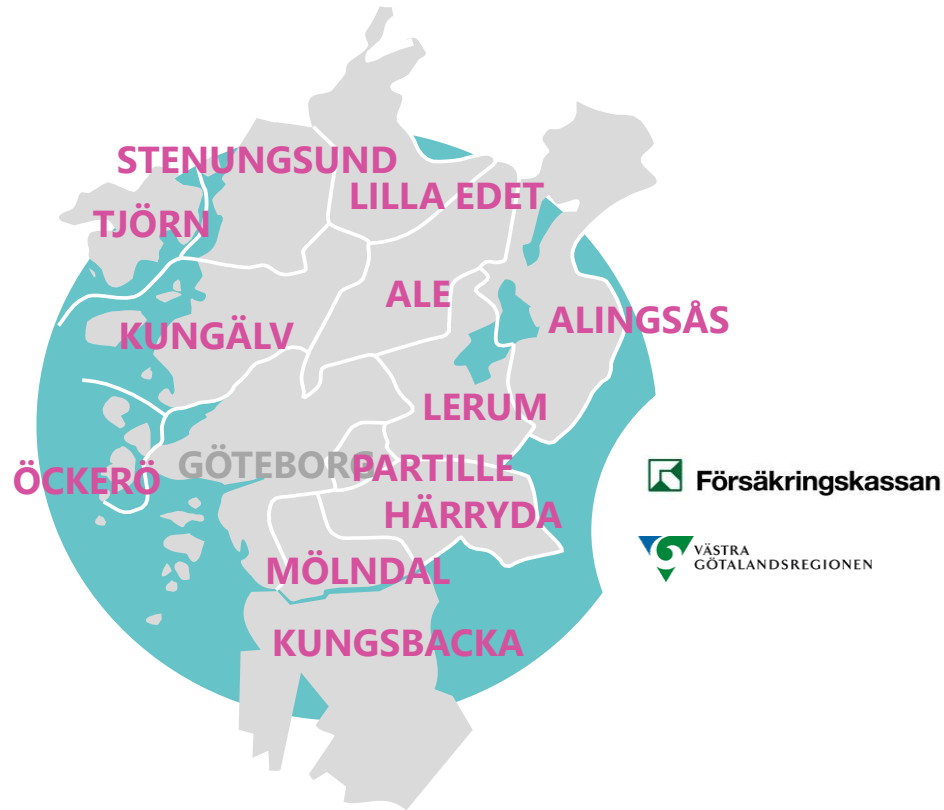 STENUNGSUND
LILLA EDET
TJÖRN
ALE
ALINGSÅS
KUNGÄLV
LERUM
GÖTEBORG
PARTILLE
ÖCKERÖ
HÄRRYDA
MÖLNDAL
KUNGSBACKA
Försäkringskassan
VÄSTRA
GÖTALANDSREGIONEN